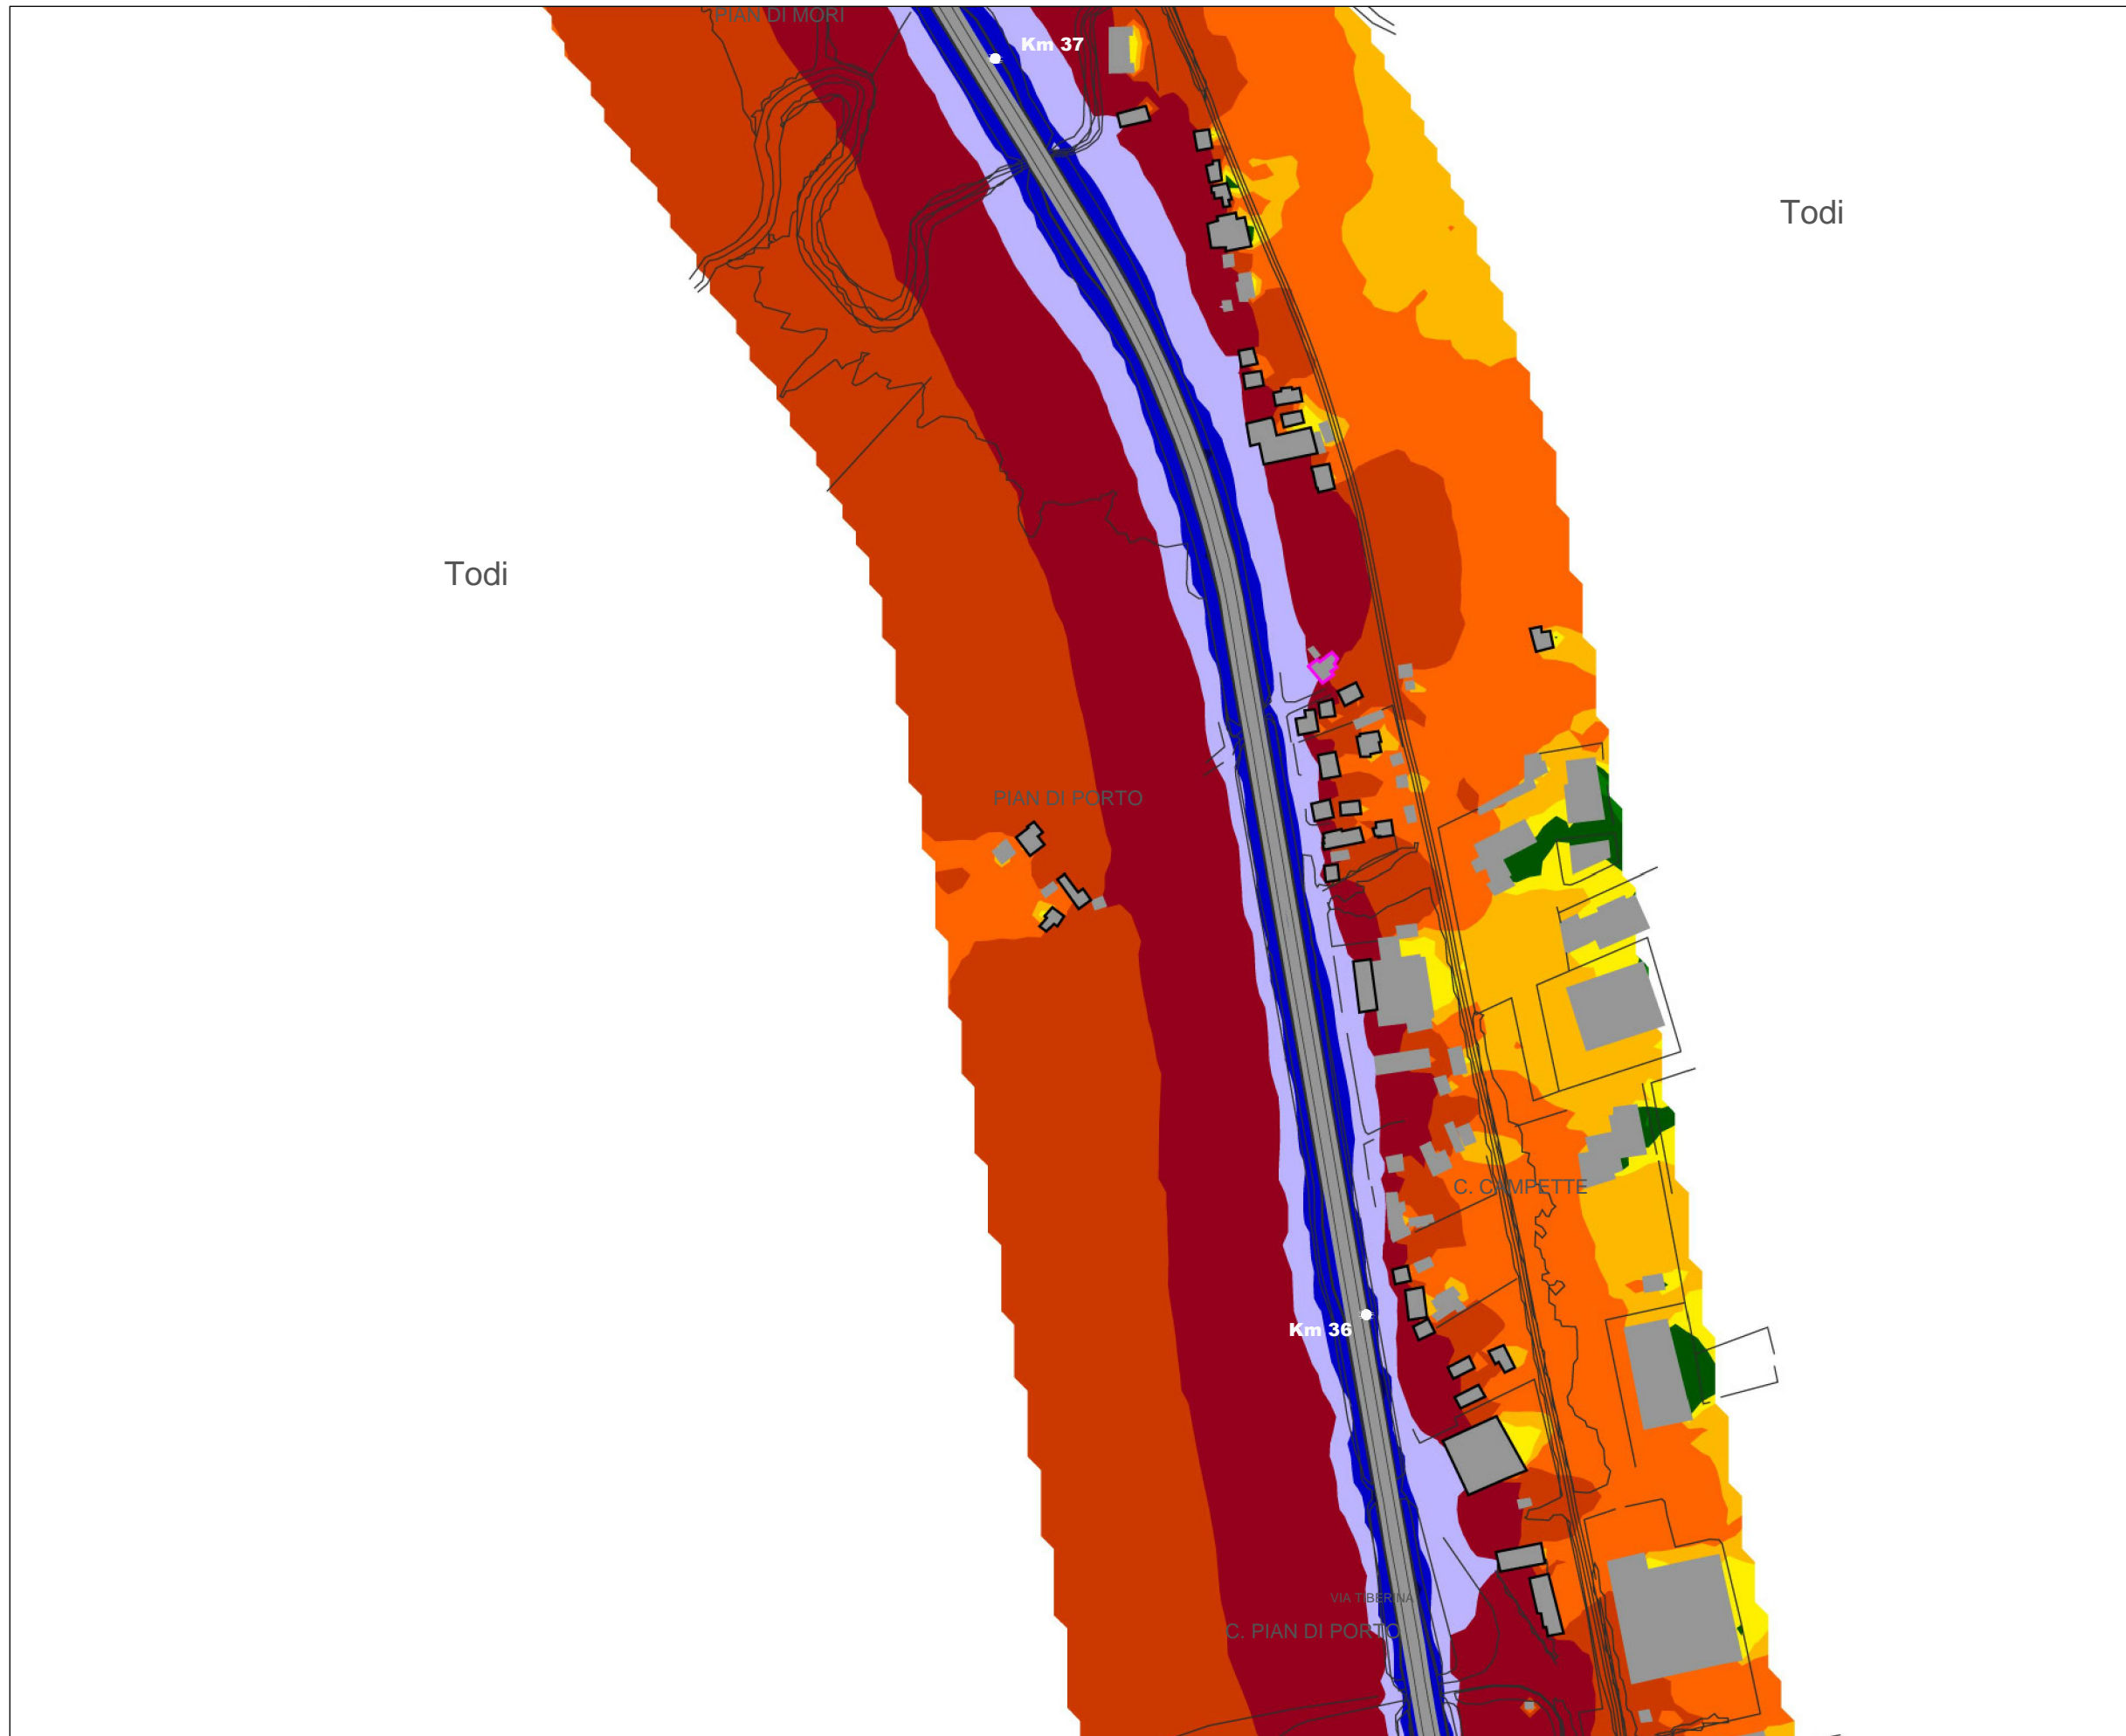 PIAN DI MORI
Km 37
Todi
Todi
PIAN DI PORTO
C. CAMPETTE
Km 36
VIA TIBERINA
C. PIAN DI PORTO